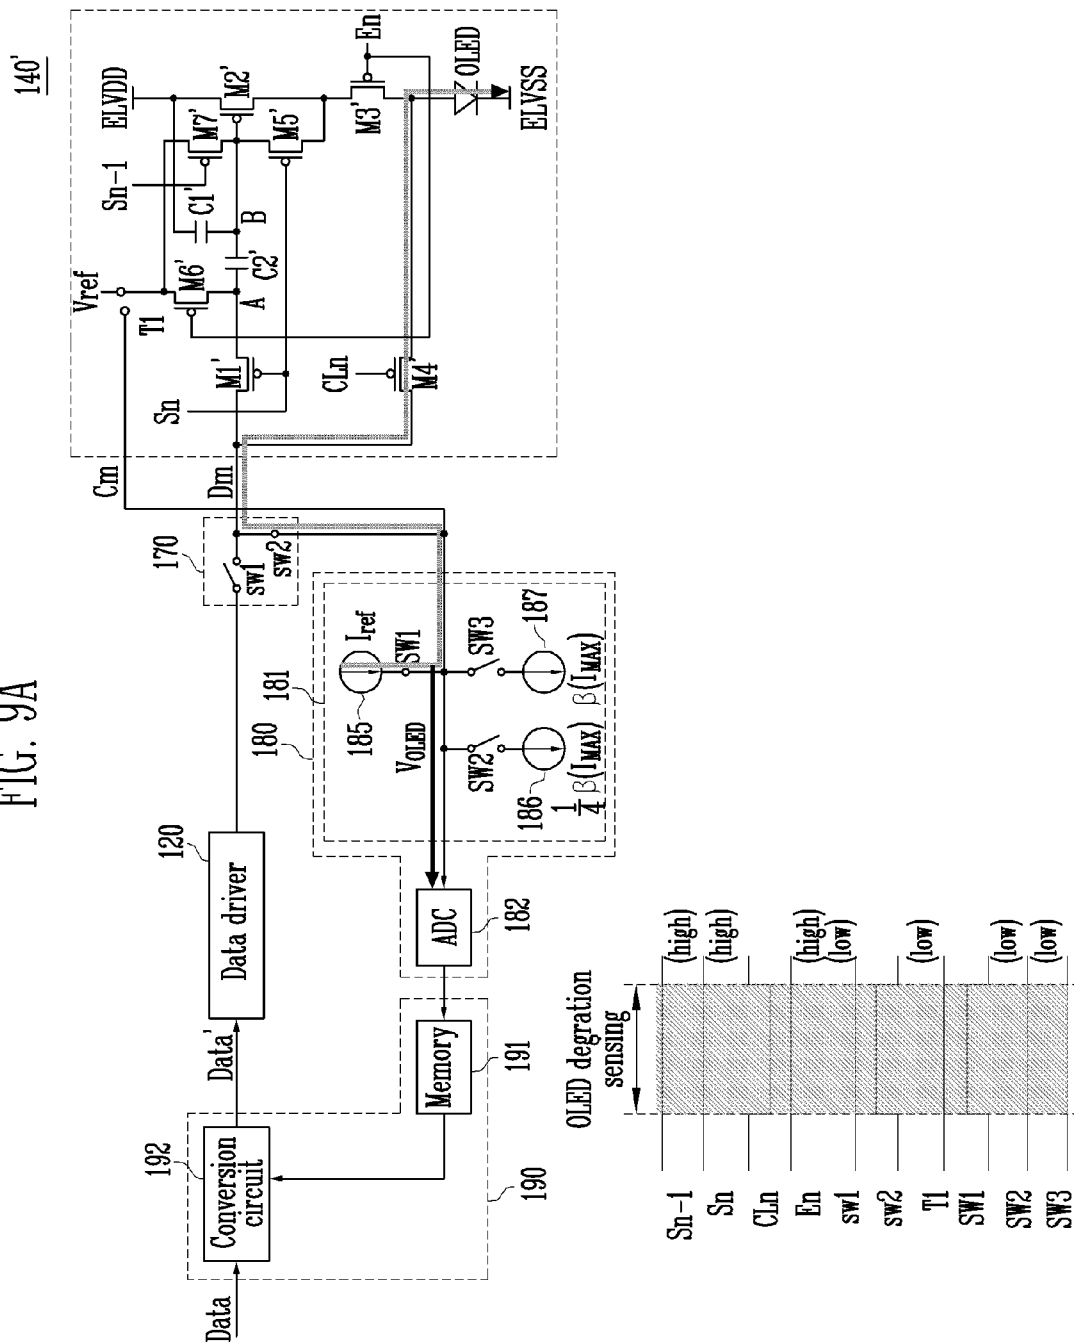 FIG. 9A
140'
ELVDD
M2'
M7'
Sn-1
C1'
B
M5'
En
M3'
OLED
ELVSS
Vref
T1
M6'
A
C2'
M1'
Sn
CLn
M4'
Cm
Dm
170
sw1
sw2
180
181
185
Iref
SW1
SW3
187
β(IMAX)
VOLED
SW2
186
1/4 β(IMAX)
120
Data driver
ADC
182
Data'
Memory
191
192
Conversion
circuit
190
Data
OLED degration
sensing
Sn-1 (high)
Sn (high)
CLn
En (high)
sw1 (low)
sw2
T1 (low)
SW1
SW2 (low)
SW3 (low)